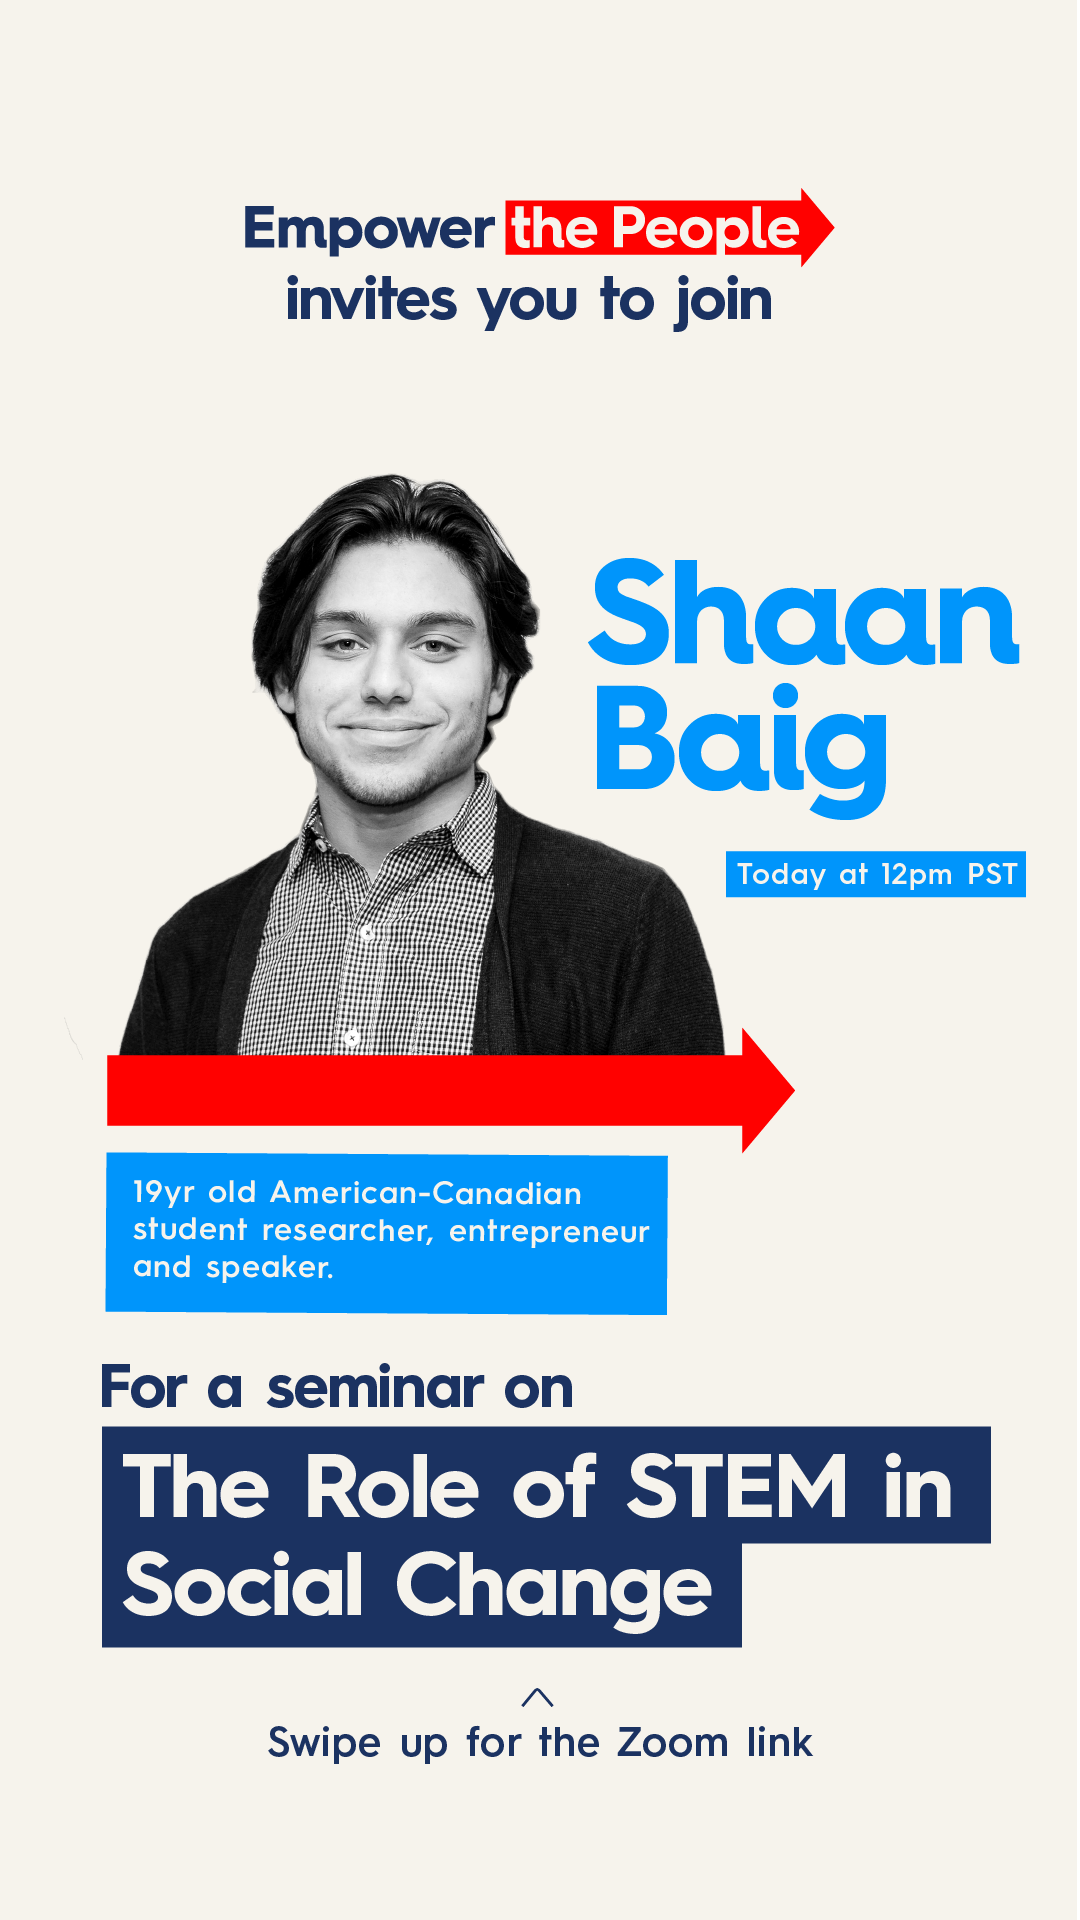 Empower the People
invites you to join
Shaan
Baig
Today at 12pm PST
19yr old American-Canadian
student researcher, entrepreneur
and speaker.
For a seminar on
The Role of STEM in
Social Change
Swipe up for the Zoom link